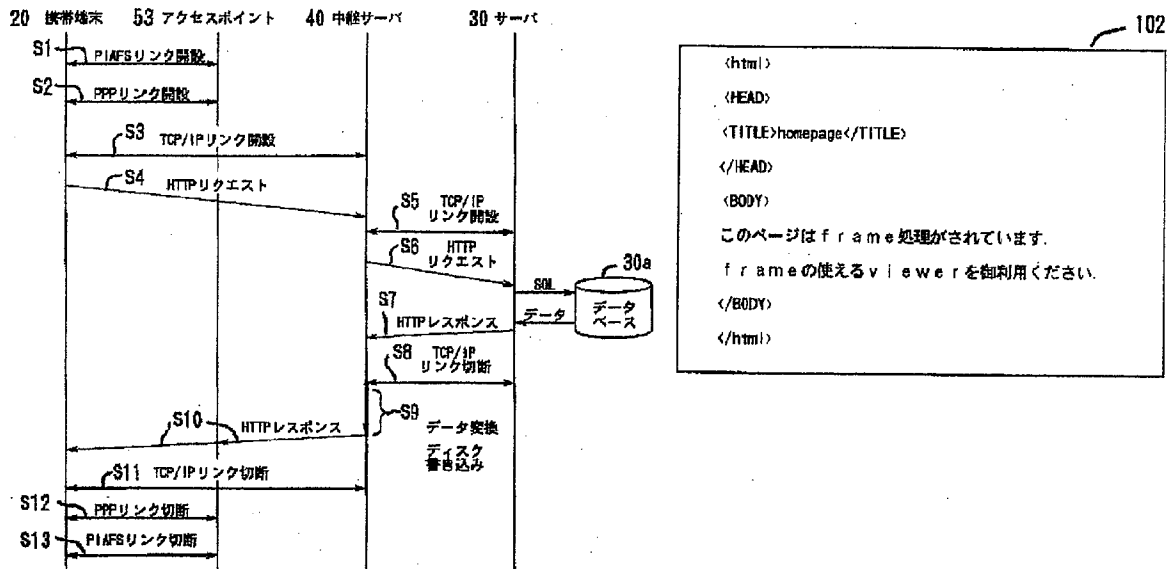 20 携帯端末
53 アクセスポイント
40 中継サーバ
30 サーバ
S1 PIAFSリンク開設
S2 PPPリンク開設
S3 TCP/IPリンク開設
S4 HTTPリクエスト
S5 TCP/IP
リンク開設
S6 HTTP
リクエスト
30a
SQL
データ
データ
ベース
S7 HTTPレスポンス
S8 TCP/IP
リンク切断
S9 データ変換
ディスク
書き込み
S10 HTTPレスポンス
S11 TCP/IPリンク切断
S12 PPPリンク切断
S13 PIAFSリンク切断
102
<html>
<HEAD>
<TITLE>homepage</TITLE>
</HEAD>
<BODY>
このページはframe処理がされています.
frameの使えるviewerを御利用ください.
</BODY>
</html>